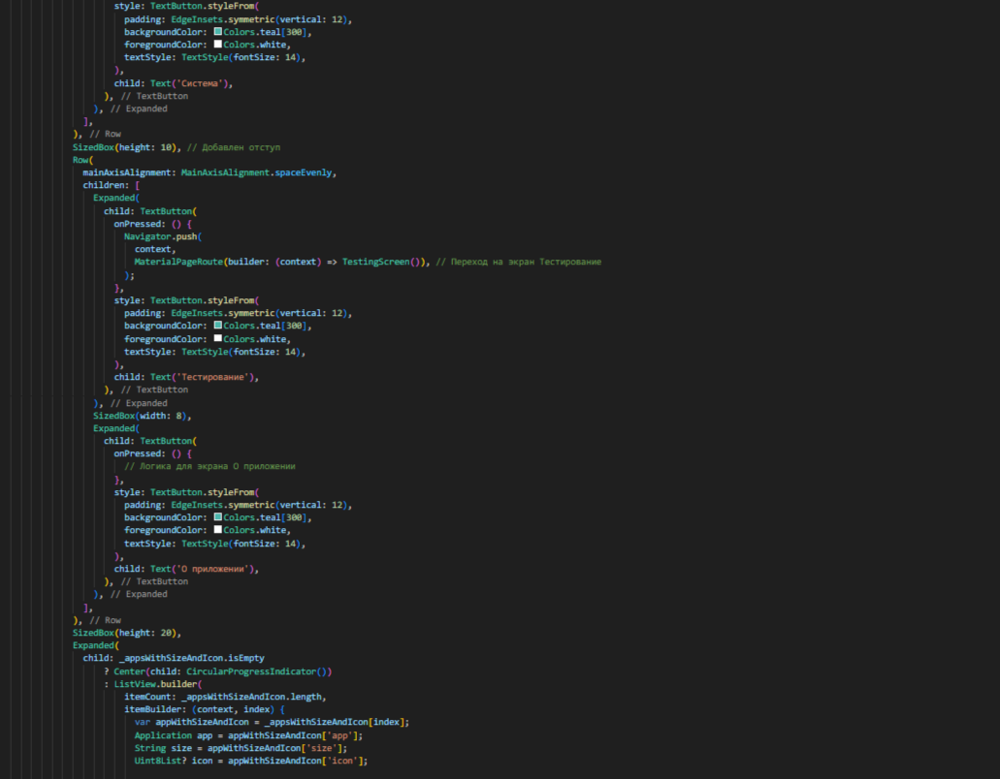 style: TextButton.styleFrom(
padding: EdgeInsets.symmetric(vertical: 12),
backgroundColor: Colors.teal[300],
foregroundColor: Colors.white,
textStyle: TextStyle(fontSize: 14),
),
child: Text('Система'),
), // TextButton
), // Expanded
],
), // Row
SizedBox(height: 10), // Добавлен отступ
Row(
mainAxisAlignment: MainAxisAlignment.spaceEvenly,
children: [
Expanded(
child: TextButton(
onPressed: () {
Navigator.push(
context,
MaterialPageRoute(builder: (context) => TestingScreen()), // Переход на экран Тестирование
);
},
style: TextButton.styleFrom(
padding: EdgeInsets.symmetric(vertical: 12),
backgroundColor: Colors.teal[300],
foregroundColor: Colors.white,
textStyle: TextStyle(fontSize: 14),
),
child: Text('Тестирование'),
), // TextButton
), // Expanded
SizedBox(width: 8),
Expanded(
child: TextButton(
onPressed: () {
// Логика для экрана О приложении
},
style: TextButton.styleFrom(
padding: EdgeInsets.symmetric(vertical: 12),
backgroundColor: Colors.teal[300],
foregroundColor: Colors.white,
textStyle: TextStyle(fontSize: 14),
),
child: Text('О приложении'),
), // TextButton
), // Expanded
],
), // Row
SizedBox(height: 20),
Expanded(
child: _appsWithSizeAndIcon.isEmpty
? Center(child: CircularProgressIndicator())
: ListView.builder(
itemCount: _appsWithSizeAndIcon.length,
itemBuilder: (context, index) {
var appWithSizeAndIcon = _appsWithSizeAndIcon[index];
Application app = appWithSizeAndIcon['app'];
String size = appWithSizeAndIcon['size'];
Uint8List? icon = appWithSizeAndIcon['icon'];